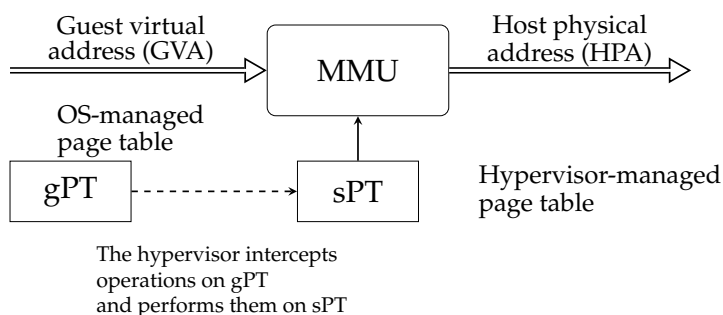 Guest virtual
address (GVA)
MMU
Host physical
address (HPA)
OS-managed
page table
gPT
sPT
Hypervisor-managed
page table
The hypervisor intercepts
operations on gPT
and performs them on sPT